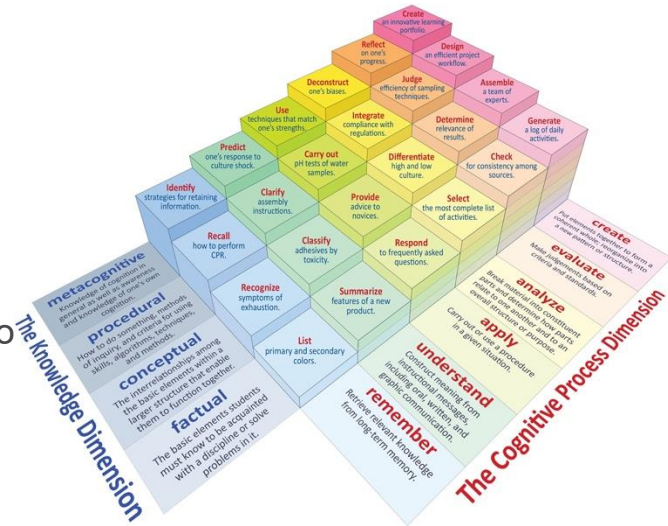 Create
an innovative learning
portfolio.
Reflect
on one's
progress.
Design
an efficient project
workflow.
Deconstruct
one's biases.
Judge
efficiency of sampling
techniques.
Assemble
a team of
experts.
Use
techniques that match
one's strengths.
Integrate
compliance with
regulations.
Determine
relevance of
results.
Generate
a log of daily
activities.
Predict
one's response to
culture shock.
Carry out
pH tests of water
samples.
Differentiate
high and low
culture.
Check
for consistency among
sources.
Identify
strategies for retaining
information.
Clarify
assembly
instructions.
Provide
advice to
novices.
Select
the most complete list
of activities.
Recall
how to perform
CPR.
Classify
adhesives by
toxicity.
Respond
to frequently asked
questions.
Recognize
symptoms of
exhaustion.
Summarize
features of a new
product.
List
primary and secondary
colors.
The Knowledge Dimension
metacognitive
Knowledge of cognition in
general as well as awareness
and knowledge of one's own
cognition.
procedural
How to do something, methods
of inquiry, and criteria for using
skills, algorithms, techniques,
and methods.
conceptual
The interrelationships among
the basic elements within a
larger structure that enable
them to function together.
factual
The basic elements students
must know to be acquainted
with a discipline or solve
problems in it.
The Cognitive Process Dimension
create
Put elements together to form a
coherent whole; reorganize into
a new pattern or structure.
evaluate
Make judgements based on
criteria and standards.
analyze
Break material into constituent
parts and determine how parts
relate to one another and to an
overall structure or purpose.
apply
Carry out or use a procedure
in a given situation.
understand
Construct meaning from
instructional messages,
including oral, written, and
graphic communication.
remember
Retrieve relevant knowledge
from long-term memory.